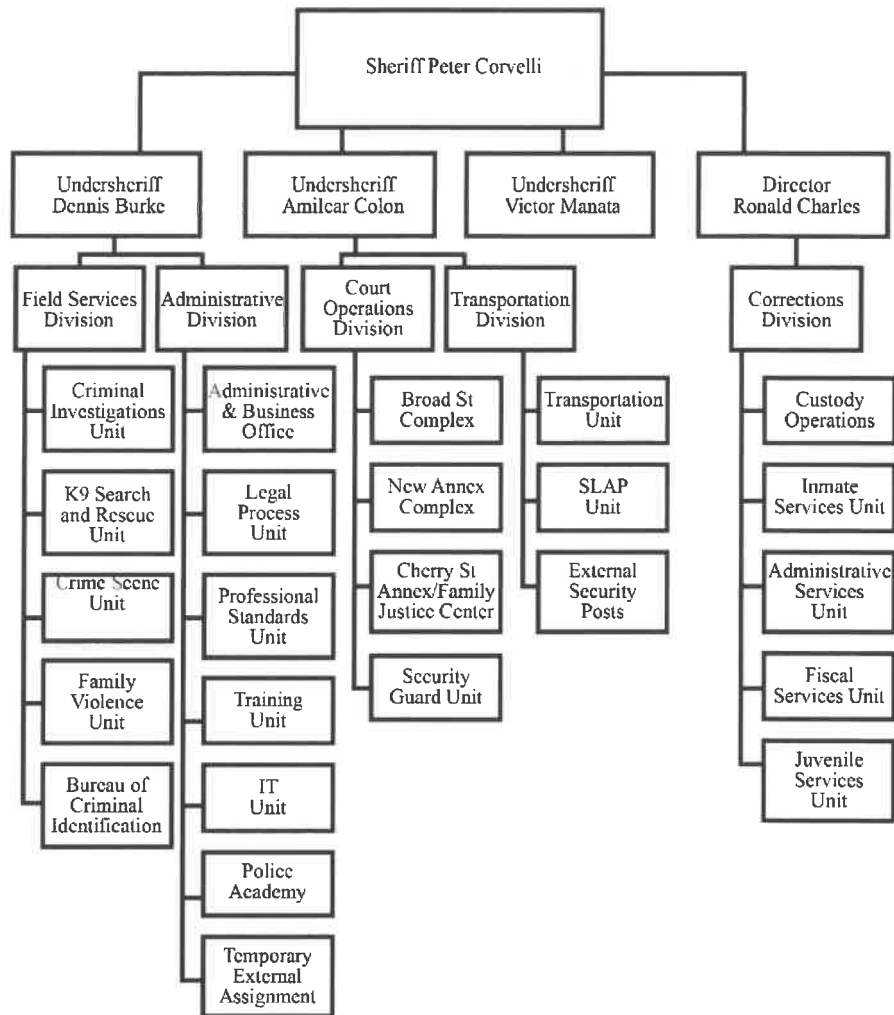 Sheriff Peter Corvelli
Undersheriff
Dennis Burke
Undersheriff
Amilcar Colon
Undersheriff
Victor Manata
Director
Ronald Charles
Field Services
Division
Administrative
Division
Court
Operations
Division
Transportation
Division
Corrections
Division
Criminal
Investigations
Unit
K9 Search
and Rescue
Unit
Crime Scene
Unit
Family
Violence
Unit
Bureau of
Criminal
Identification
Administrative
& Business
Office
Legal
Process
Unit
Professional
Standards
Unit
Training
Unit
IT
Unit
Police
Academy
Temporary
External
Assignment
Broad St
Complex
New Annex
Complex
Cherry St
Annex/Family
Justice Center
Security
Guard Unit
Transportation
Unit
SLAP
Unit
External
Security
Posts
Custody
Operations
Inmate
Services Unit
Administrative
Services
Unit
Fiscal
Services Unit
Juvenile
Services
Unit